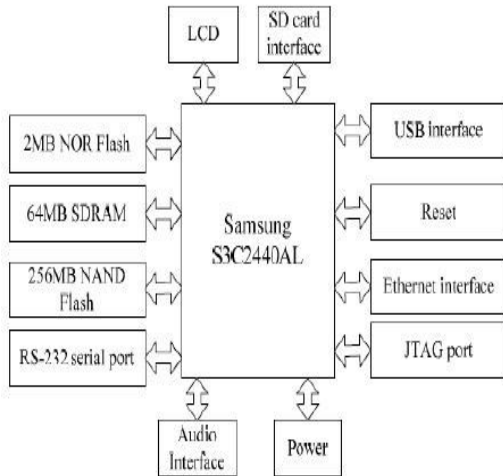 LCD
SD card
interface
2MB NOR Flash
64MB SDRAM
256MB NAND
Flash
RS-232 serial port
Samsung
S3C2440AL
USB interface
Reset
Ethernet interface
JTAG port
Audio
Interface
Power